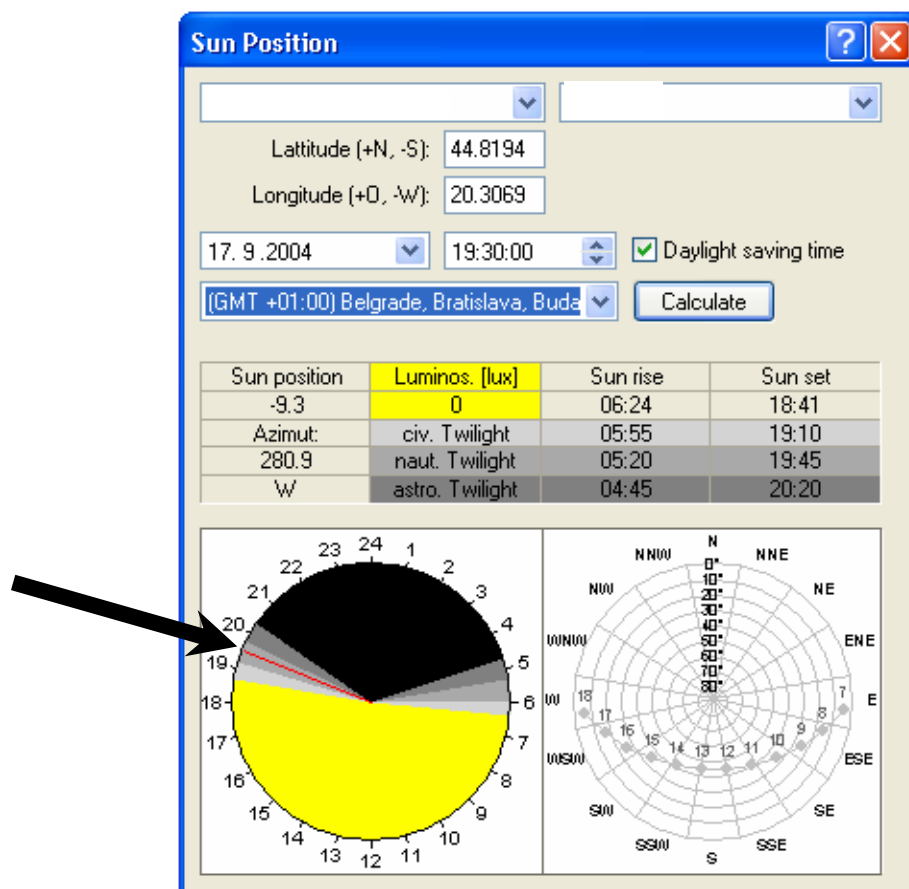 Sun Position
Lattitude (+N, -S): 44.8194
Longitude (+O, -W): 20.3069
17. 9 .2004 19:30:00 Daylight saving time
(GMT +01:00) Belgrade, Bratislava, Buda Calculate
Sun position Luminos. [lux] Sun rise Sun set
-9.3 0 06:24 18:41
Azimut: civ. Twilight 05:55 19:10
280.9 naut. Twilight 05:20 19:45
W astro. Twilight 04:45 20:20
24
1
2
3
4
5
6
7
8
9
10
11
12
13
14
15
16
17
18
19
20
21
22
23
N
NNE
NE
ENE
E
ESE
SE
SSE
S
SSW
SW
WSW
W
WNW
NW
NNW
0°
10°
20°
30°
40°
50°
60°
70°
80°
18 17 16 15 14 13 12 11 10 9 8 7